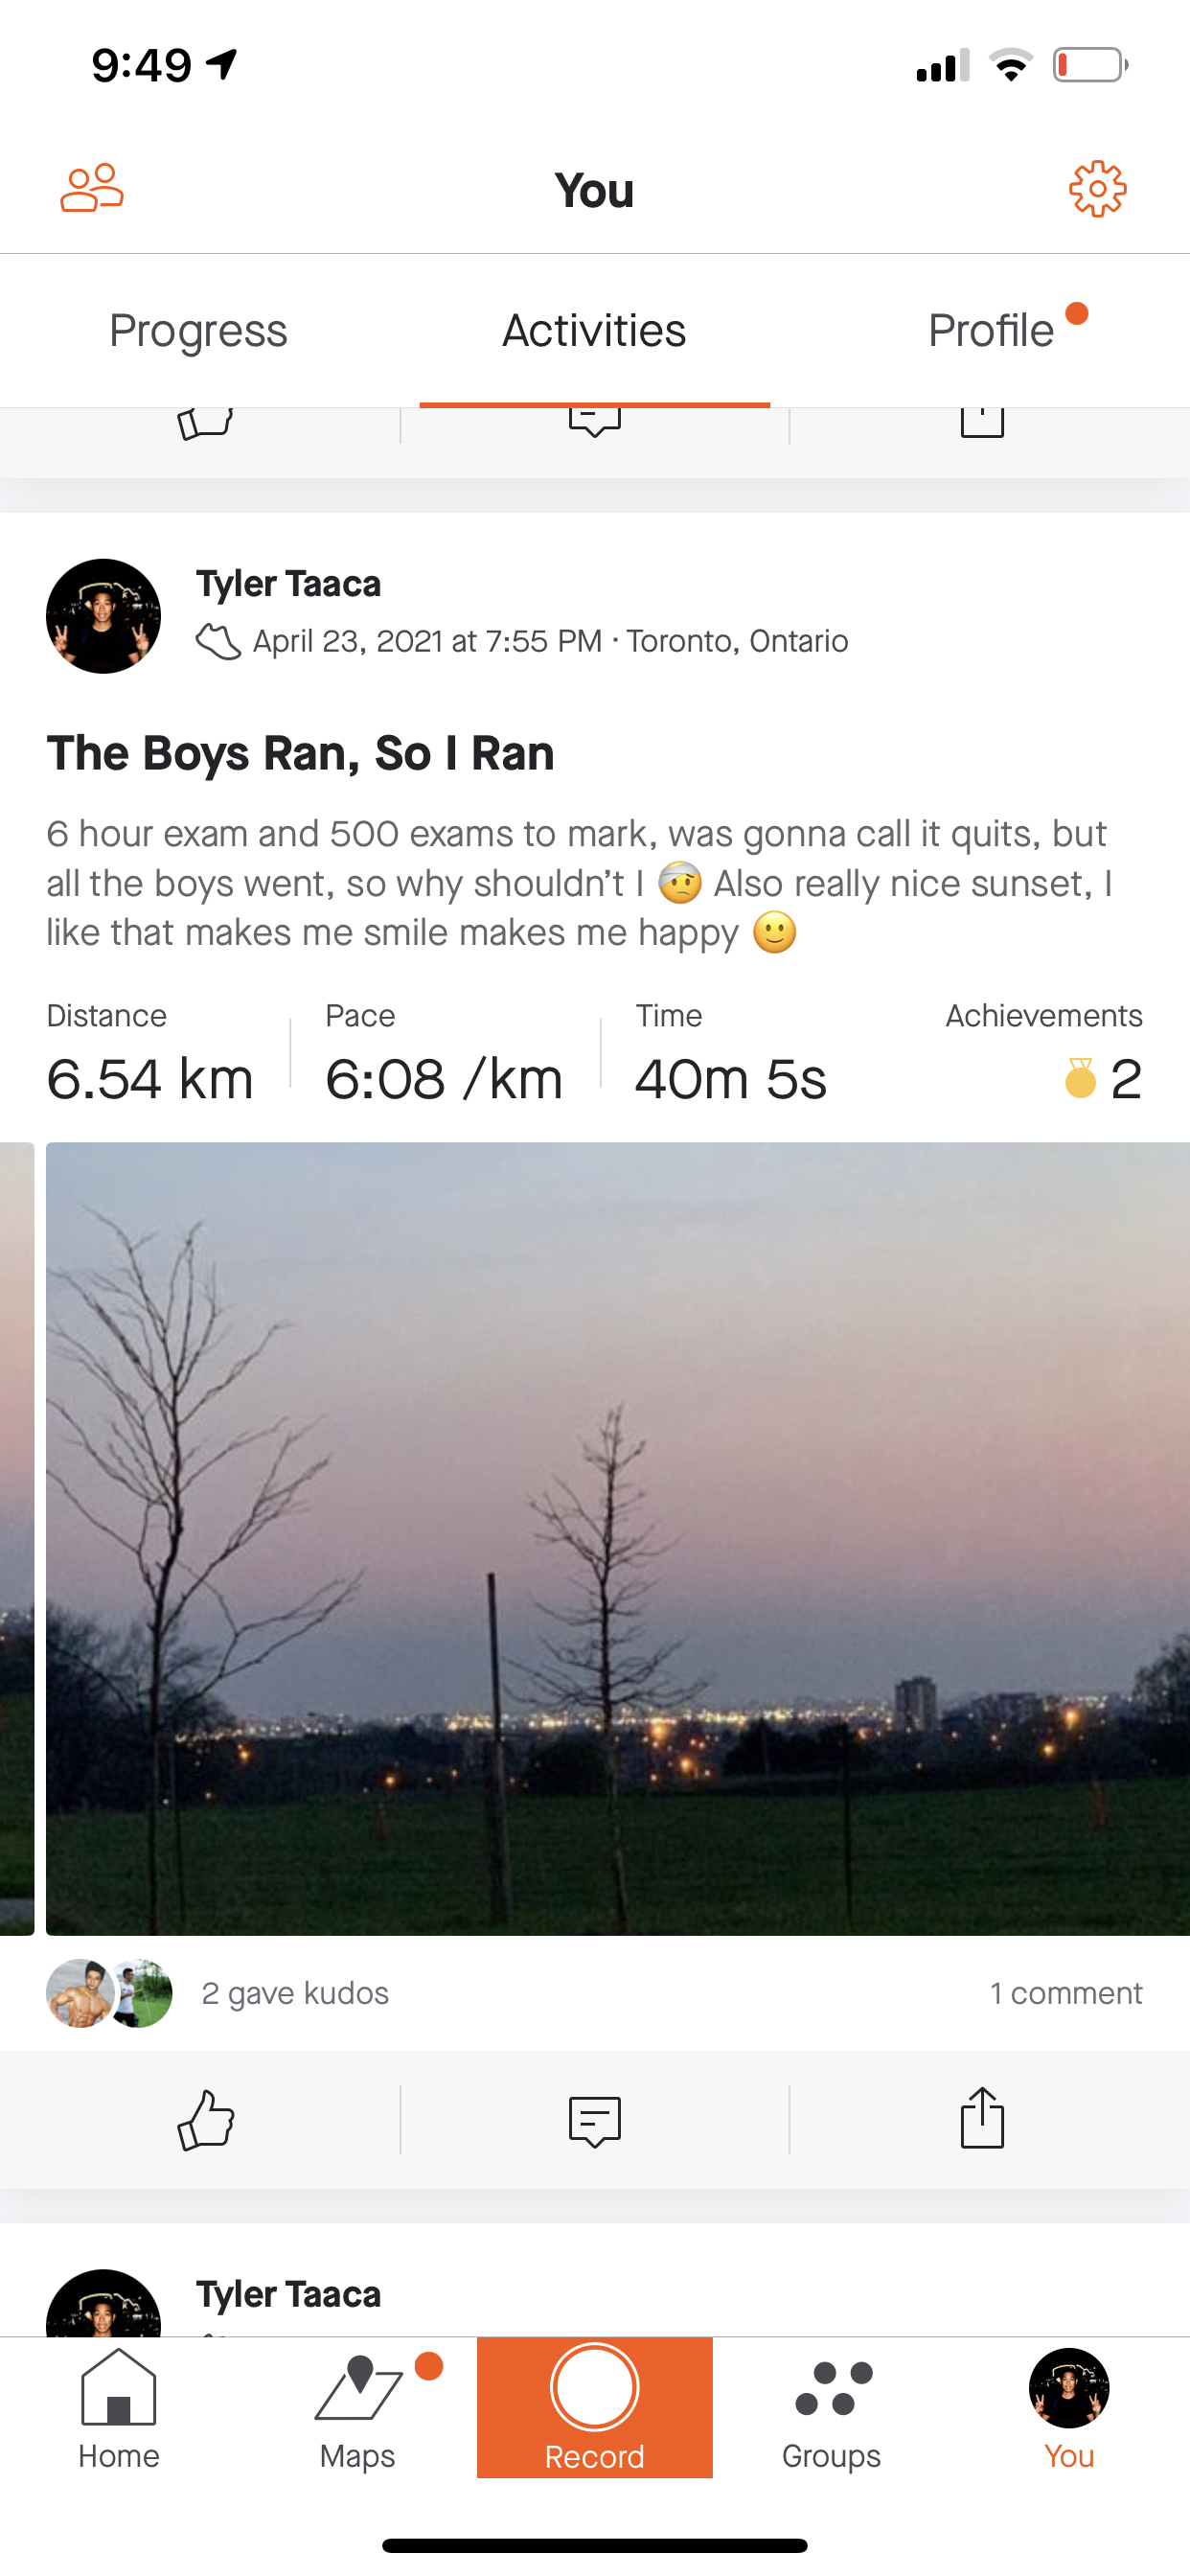 9:49
You
Progress Activities Profile
Tyler Taaca
April 23, 2021 at 7:55 PM · Toronto, Ontario
The Boys Ran, So I Ran
6 hour exam and 500 exams to mark, was gonna call it quits, but
all the boys went, so why shouldn’t I 🤕 Also really nice sunset, I
like that makes me smile makes me happy 🙂
Distance Pace Time Achievements
6.54 km 6:08 /km 40m 5s 2
2 gave kudos 1 comment
Tyler Taaca
Home Maps Record Groups You